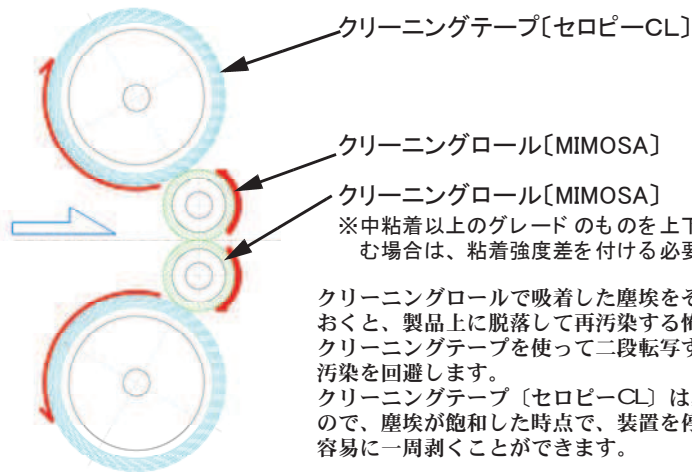 クリーニングテープ〔セロピーCL〕
クリーニングロール〔MIMOSA〕
クリーニングロール〔MIMOSA〕
※中粘着以上のグレードのものを上下
む場合は、粘着強度差を付ける必要
クリーニングロールで吸着した塵埃をそ
おくと、製品上に脱落して再汚染する
クリーニングテープを使って二段転写す
汚染を回避します。
クリーニングテープ〔セロピーCL〕は
ので、塵埃が飽和した時点で、装置を停
容易に一周剥くことができます。